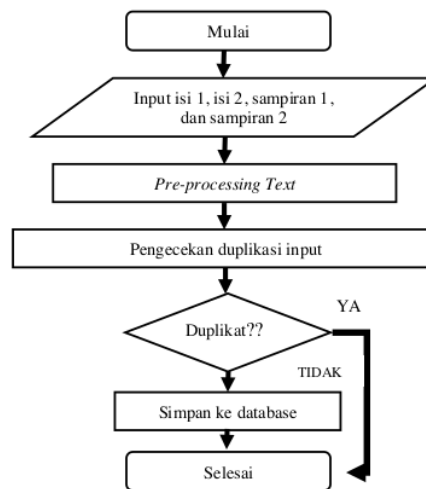 Mulai
Input isi 1, isi 2, sampiran 1,
dan sampiran 2
Pre-processing Text
Pengecekan duplikasi input
Duplikat??
YA
TIDAK
Simpan ke database
Selesai